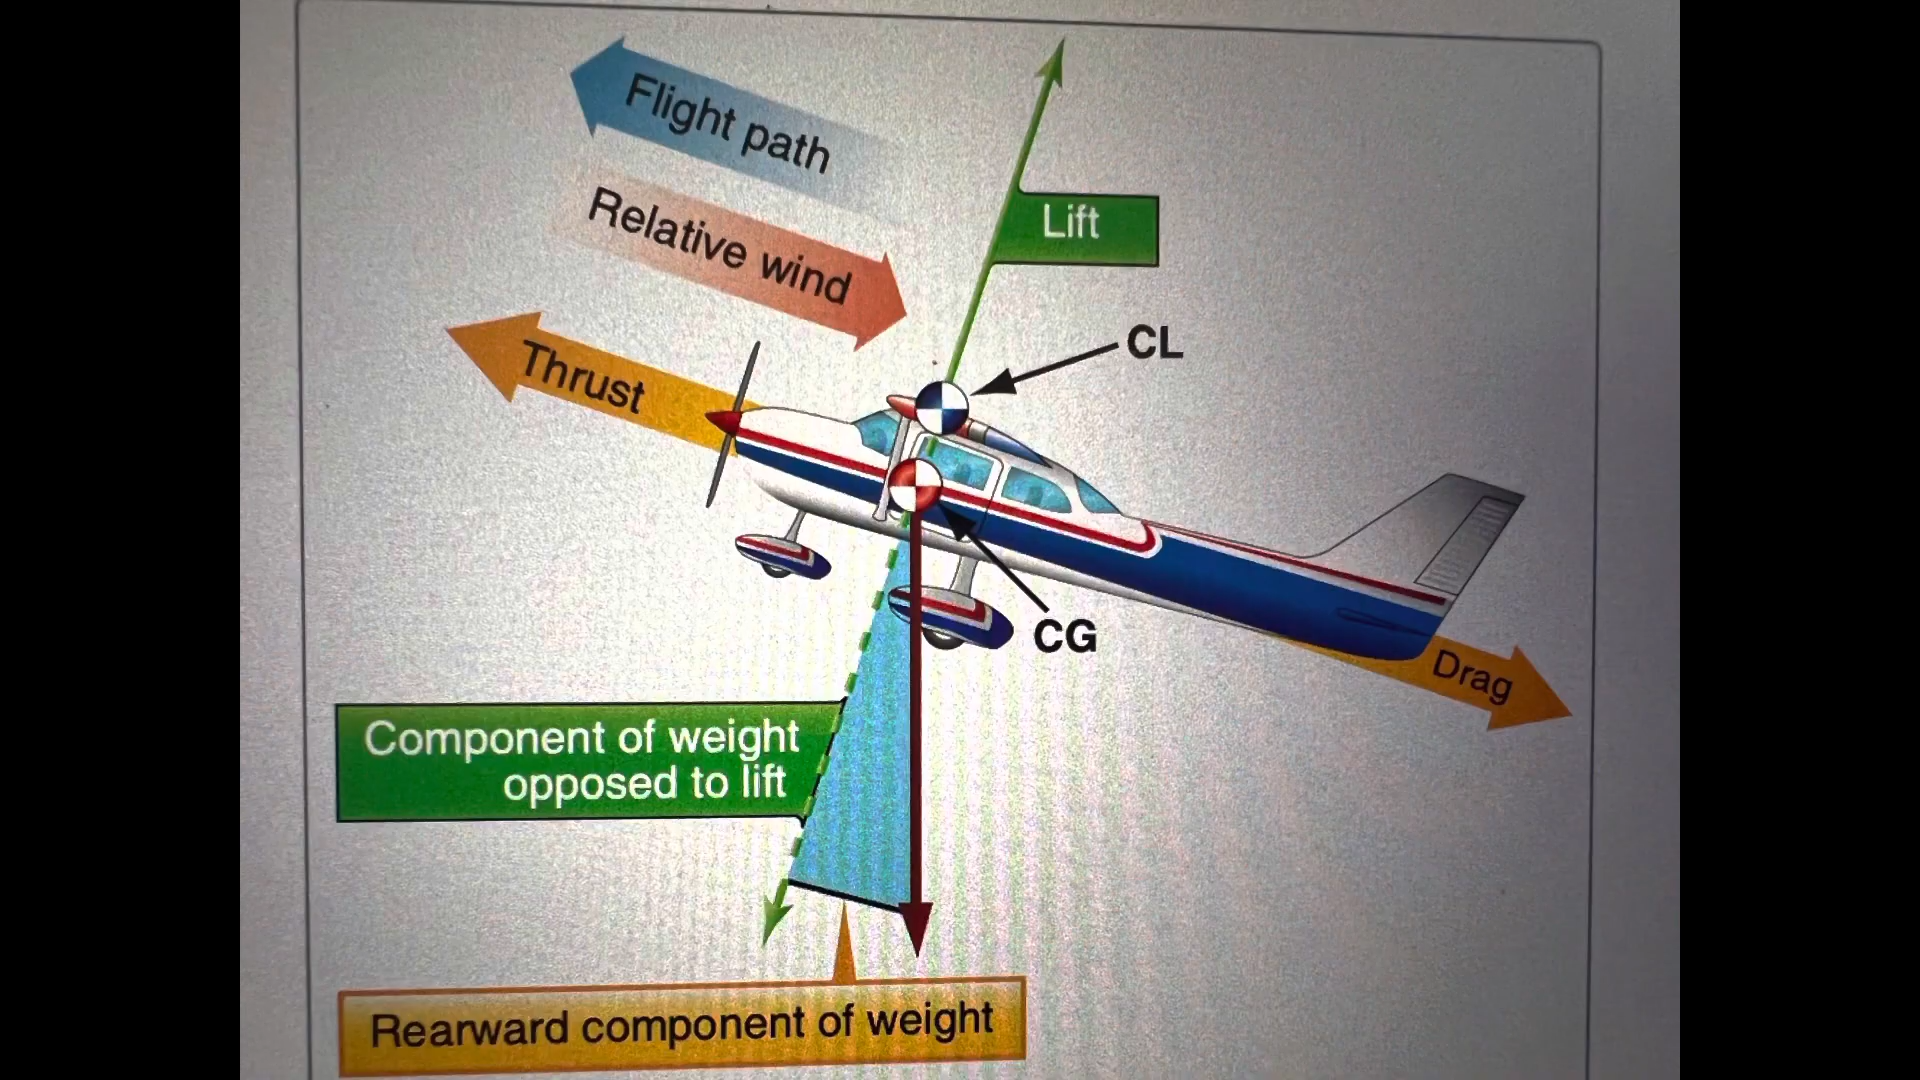 Flight path
Relative wind
Lift
CL
Thrust
CG
Drag
Component of weight
opposed to lift
Rearward component of weight